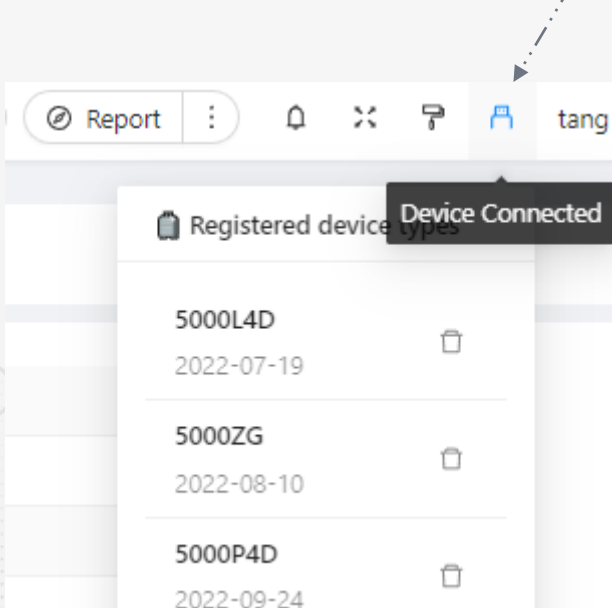 Report
tang
Device Connected
Registered device types
5000L4D
2022-07-19
5000ZG
2022-08-10
5000P4D
2022-09-24